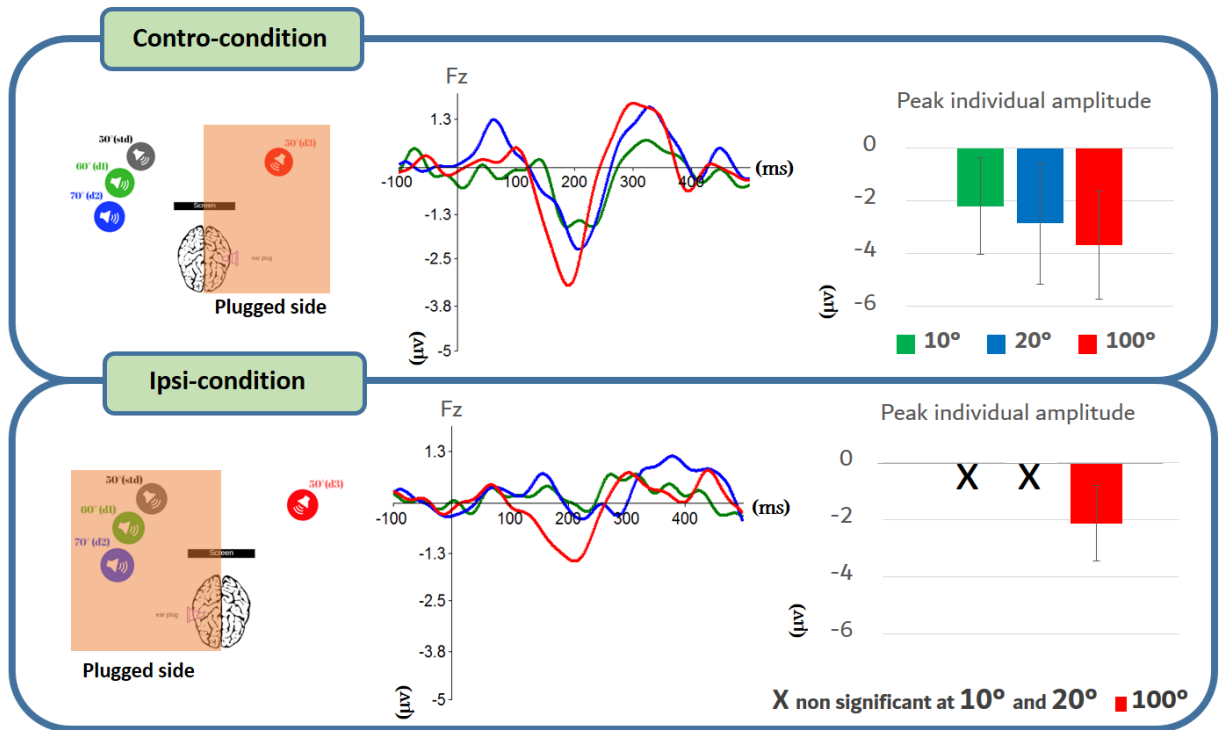 Contro-condition
50° (std)
60° (d1)
70° (d2)
50° (d3)
Screen
ear plug
Plugged side
Fz
1.3
-1.3
-2.5
-3.8
-5
(μv)
-100
100
200
300
400
(ms)
Peak individual amplitude
0
-2
-4
-6
(μv)
10°
20°
100°
Ipsi-condition
50° (std)
60° (d1)
70° (d2)
50° (d3)
Screen
ear plug
Plugged side
Fz
1.3
-1.3
-2.5
-3.8
-5
(μv)
-100
100
200
300
400
(ms)
Peak individual amplitude
0
X X
-2
-4
-6
(μv)
X non significant at 10° and 20° 100°